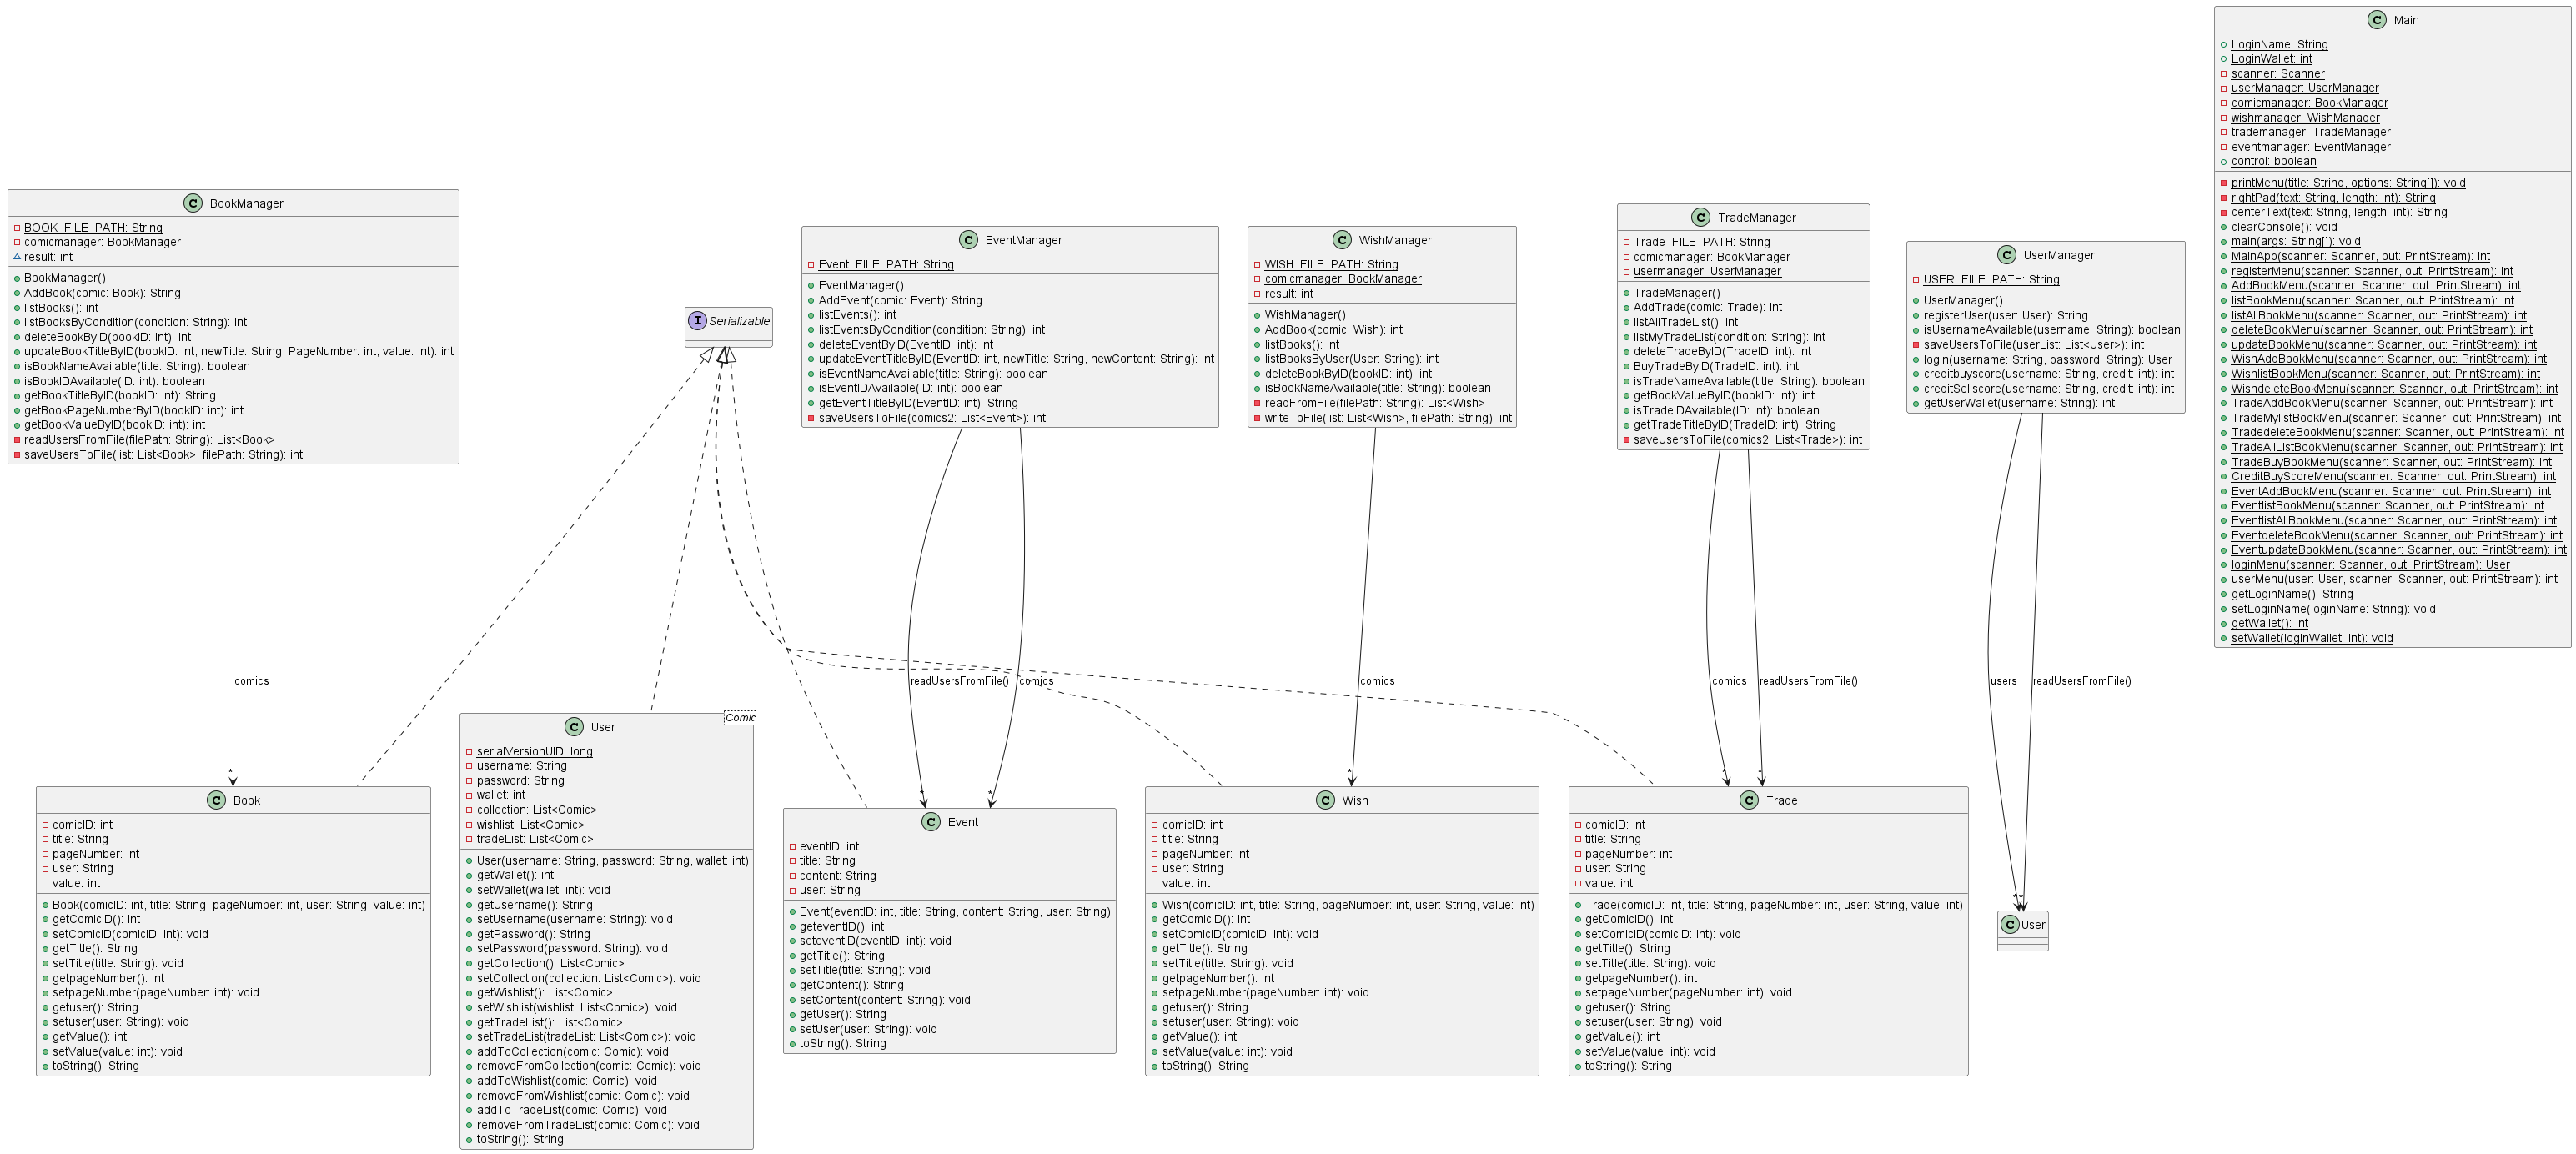 Main
LoginName: String
LoginWallet: int
scanner: Scanner
userManager: UserManager
comicmanager: BookManager
wishmanager: WishManager
trademanager: TradeManager
eventmanager: EventManager
control: boolean
printMenu(title: String, options: String[]): void
rightPad(text: String, length: int): String
centerText(text: String, length: int): String
clearConsole(): void
main(args: String[]): void
MainApp(scanner: Scanner, out: PrintStream): int
registerMenu(scanner: Scanner, out: PrintStream): int
AddBookMenu(scanner: Scanner, out: PrintStream): int
listBookMenu(scanner: Scanner, out: PrintStream): int
listAllBookMenu(scanner: Scanner, out: PrintStream): int
deleteBookMenu(scanner: Scanner, out: PrintStream): int
updateBookMenu(scanner: Scanner, out: PrintStream): int
WishAddBookMenu(scanner: Scanner, out: PrintStream): int
WishlistBookMenu(scanner: Scanner, out: PrintStream): int
WishdeleteBookMenu(scanner: Scanner, out: PrintStream): int
TradeAddBookMenu(scanner: Scanner, out: PrintStream): int
TradeMylistBookMenu(scanner: Scanner, out: PrintStream): int
TradedeleteBookMenu(scanner: Scanner, out: PrintStream): int
TradeAllListBookMenu(scanner: Scanner, out: PrintStream): int
TradeBuyBookMenu(scanner: Scanner, out: PrintStream): int
CreditBuyScoreMenu(scanner: Scanner, out: PrintStream): int
EventAddBookMenu(scanner: Scanner, out: PrintStream): int
EventlistBookMenu(scanner: Scanner, out: PrintStream): int
EventlistAllBookMenu(scanner: Scanner, out: PrintStream): int
EventdeleteBookMenu(scanner: Scanner, out: PrintStream): int
EventupdateBookMenu(scanner: Scanner, out: PrintStream): int
loginMenu(scanner: Scanner, out: PrintStream): User
userMenu(user: User, scanner: Scanner, out: PrintStream): int
getLoginName(): String
setLoginName(loginName: String): void
getWallet(): int
setWallet(loginWallet: int): void
BookManager
BOOK_FILE_PATH: String
comicmanager: BookManager
result: int
BookManager()
AddBook(comic: Book): String
listBooks(): int
listBooksByCondition(condition: String): int
deleteBookByID(bookID: int): int
updateBookTitleByID(bookID: int, newTitle: String, PageNumber: int, value: int): int
isBookNameAvailable(title: String): boolean
isBookIDAvailable(ID: int): boolean
getBookTitleByID(bookID: int): String
getBookPageNumberByID(bookID: int): int
getBookValueByID(bookID: int): int
readUsersFromFile(filePath: String): List<Book>
saveUsersToFile(list: List<Book>, filePath: String): int
Serializable
EventManager
Event_FILE_PATH: String
EventManager()
AddEvent(comic: Event): String
listEvents(): int
listEventsByCondition(condition: String): int
deleteEventByID(EventID: int): int
updateEventTitleByID(EventID: int, newTitle: String, newContent: String): int
isEventNameAvailable(title: String): boolean
isEventIDAvailable(ID: int): boolean
getEventTitleByID(EventID: int): String
saveUsersToFile(comics2: List<Event>): int
WishManager
WISH_FILE_PATH: String
comicmanager: BookManager
result: int
WishManager()
AddBook(comic: Wish): int
listBooks(): int
listBooksByUser(User: String): int
deleteBookByID(bookID: int): int
isBookNameAvailable(title: String): boolean
readFromFile(filePath: String): List<Wish>
writeToFile(list: List<Wish>, filePath: String): int
TradeManager
Trade_FILE_PATH: String
comicmanager: BookManager
usermanager: UserManager
TradeManager()
AddTrade(comic: Trade): int
listAllTradeList(): int
listMyTradeList(condition: String): int
deleteTradeByID(TradeID: int): int
BuyTradeByID(TradeID: int): int
isTradeNameAvailable(title: String): boolean
getBookValueByID(bookID: int): int
isTradeIDAvailable(ID: int): boolean
getTradeTitleByID(TradeID: int): String
saveUsersToFile(comics2: List<Trade>): int
UserManager
USER_FILE_PATH: String
UserManager()
registerUser(user: User): String
isUsernameAvailable(username: String): boolean
saveUsersToFile(userList: List<User>): int
login(username: String, password: String): User
creditbuyscore(username: String, credit: int): int
creditSellscore(username: String, credit: int): int
getUserWallet(username: String): int
comics
readUsersFromFile()
comics
comics
comics
readUsersFromFile()
users
readUsersFromFile()
Book
comicID: int
title: String
pageNumber: int
user: String
value: int
Book(comicID: int, title: String, pageNumber: int, user: String, value: int)
getComicID(): int
setComicID(comicID: int): void
getTitle(): String
setTitle(title: String): void
getpageNumber(): int
setpageNumber(pageNumber: int): void
getuser(): String
setuser(user: String): void
getValue(): int
setValue(value: int): void
toString(): String
User
Comic
serialVersionUID: long
username: String
password: String
wallet: int
collection: List<Comic>
wishlist: List<Comic>
tradeList: List<Comic>
User(username: String, password: String, wallet: int)
getWallet(): int
setWallet(wallet: int): void
getUsername(): String
setUsername(username: String): void
getPassword(): String
setPassword(password: String): void
getCollection(): List<Comic>
setCollection(collection: List<Comic>): void
getWishlist(): List<Comic>
setWishlist(wishlist: List<Comic>): void
getTradeList(): List<Comic>
setTradeList(tradeList: List<Comic>): void
addToCollection(comic: Comic): void
removeFromCollection(comic: Comic): void
addToWishlist(comic: Comic): void
removeFromWishlist(comic: Comic): void
addToTradeList(comic: Comic): void
removeFromTradeList(comic: Comic): void
toString(): String
Event
eventID: int
title: String
content: String
user: String
Event(eventID: int, title: String, content: String, user: String)
geteventID(): int
seteventID(eventID: int): void
getTitle(): String
setTitle(title: String): void
getContent(): String
setContent(content: String): void
getUser(): String
setUser(user: String): void
toString(): String
Wish
comicID: int
title: String
pageNumber: int
user: String
value: int
Wish(comicID: int, title: String, pageNumber: int, user: String, value: int)
getComicID(): int
setComicID(comicID: int): void
getTitle(): String
setTitle(title: String): void
getpageNumber(): int
setpageNumber(pageNumber: int): void
getuser(): String
setuser(user: String): void
getValue(): int
setValue(value: int): void
toString(): String
Trade
comicID: int
title: String
pageNumber: int
user: String
value: int
Trade(comicID: int, title: String, pageNumber: int, user: String, value: int)
getComicID(): int
setComicID(comicID: int): void
getTitle(): String
setTitle(title: String): void
getpageNumber(): int
setpageNumber(pageNumber: int): void
getuser(): String
setuser(user: String): void
getValue(): int
setValue(value: int): void
toString(): String
User